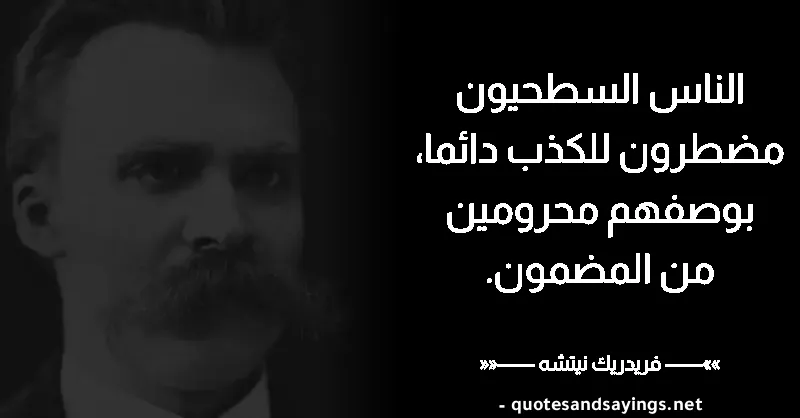 الناس السطحيون
مضطرون للكذب دائما،
بوصفهم محرومين
من المضمون.
»—— فريدريك نيتشه ——««
- quotesandsayings.net